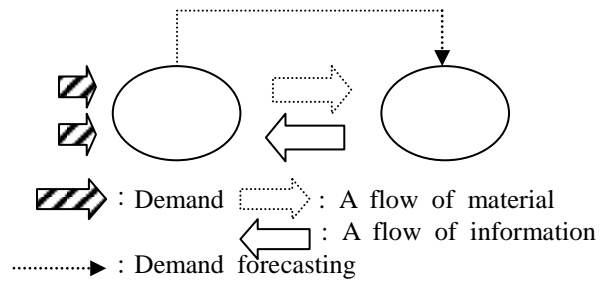 : Demand : A flow of material
: A flow of information
: Demand forecasting